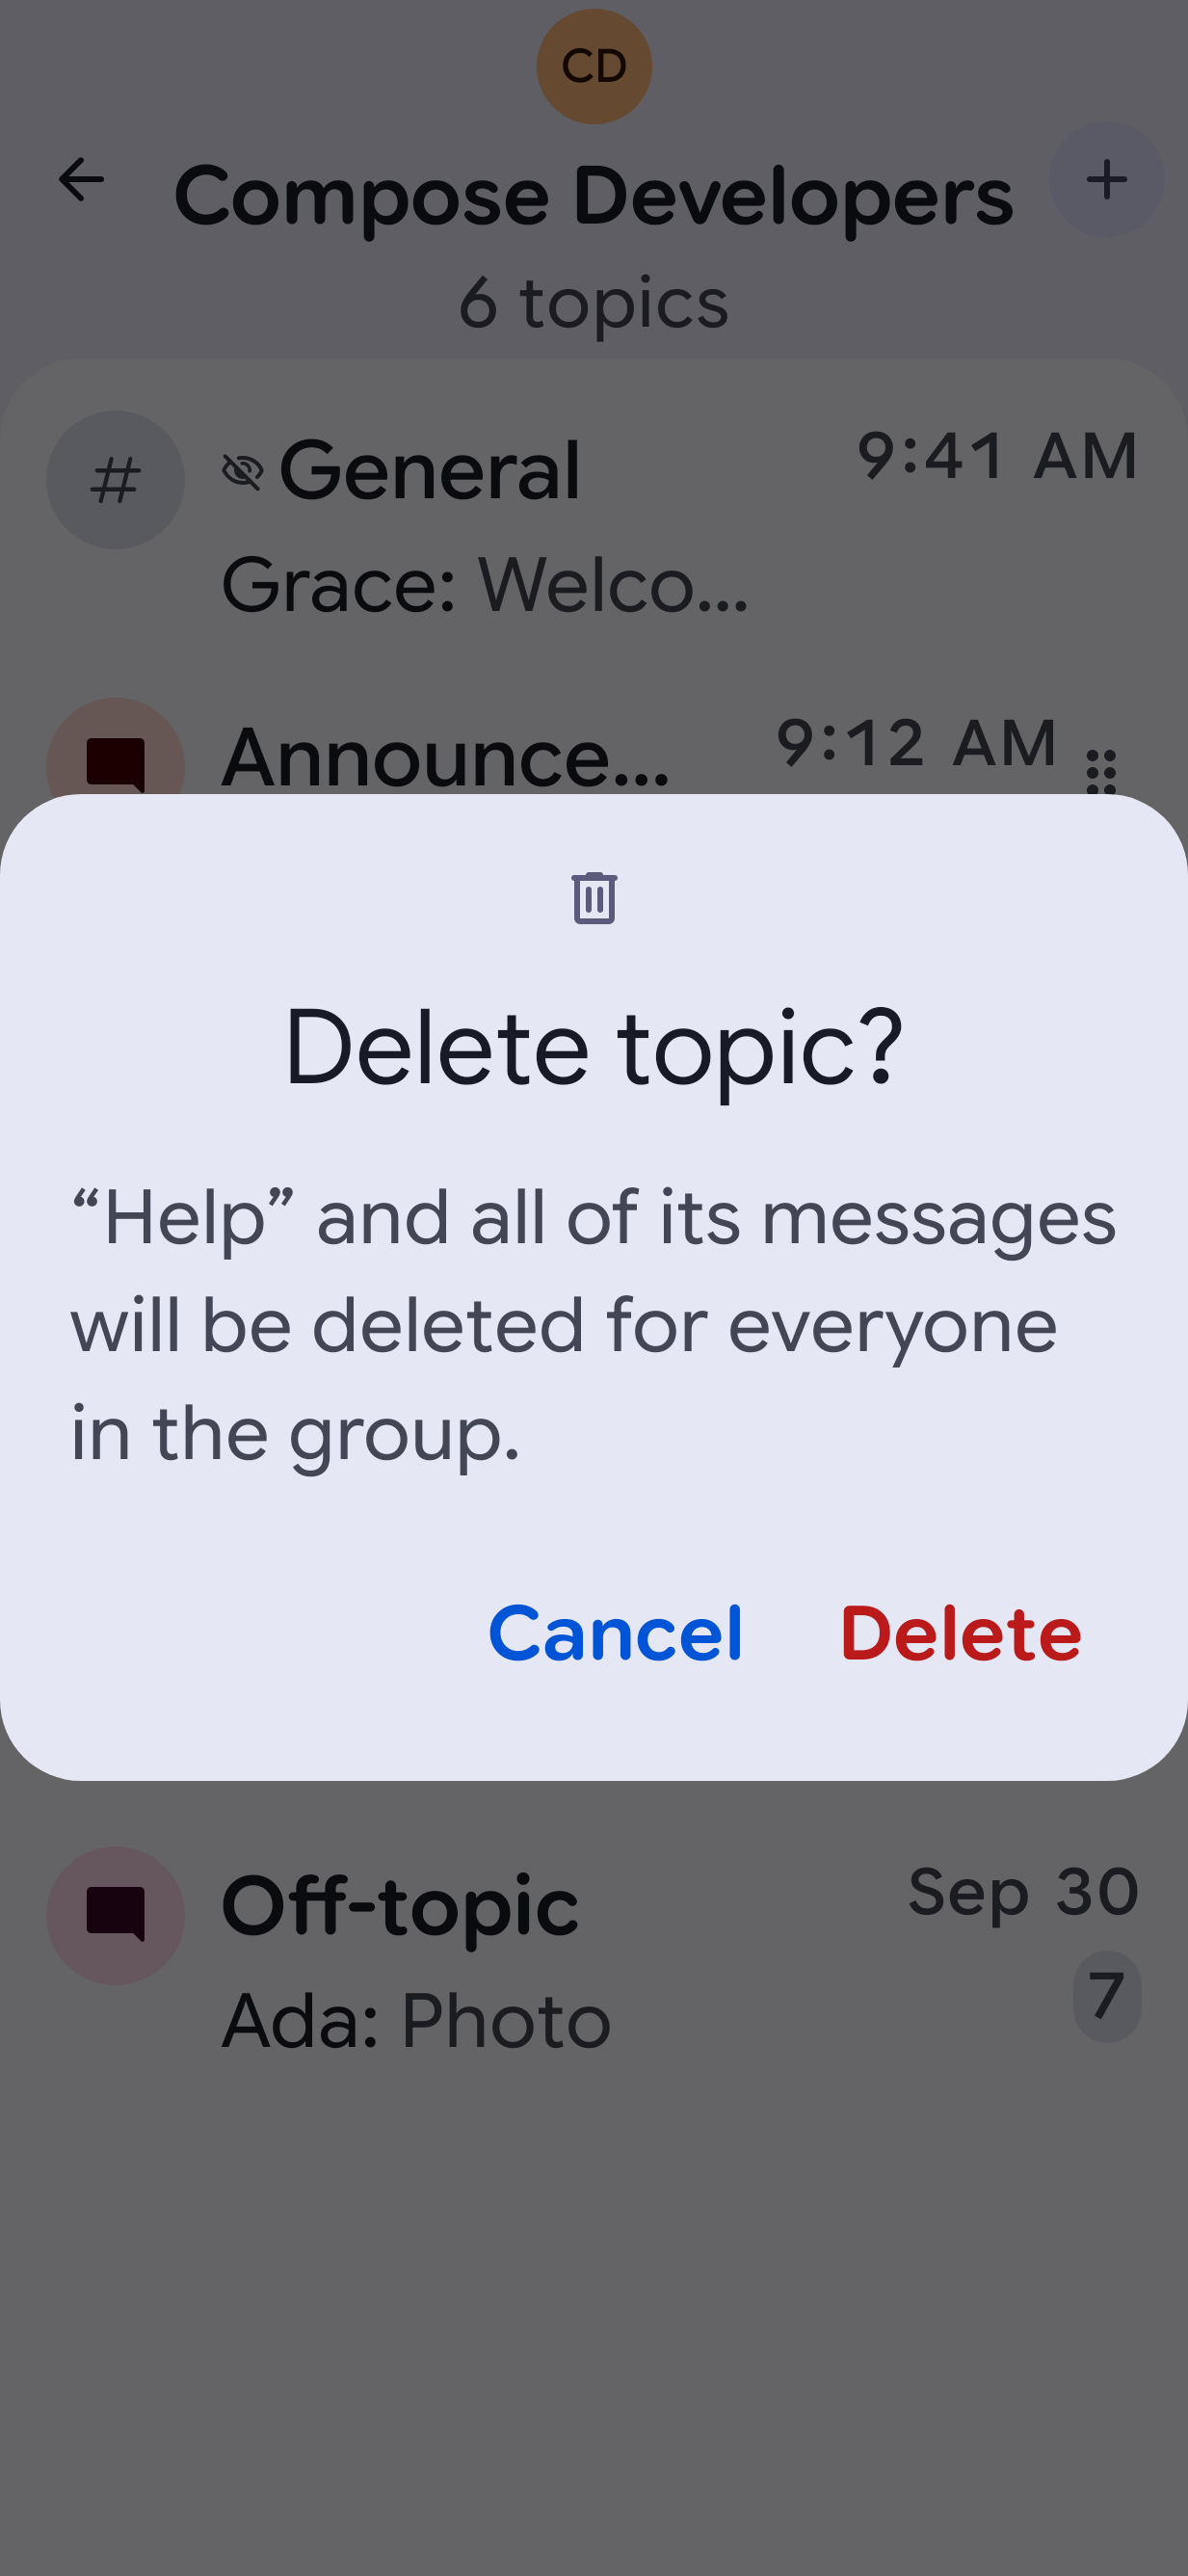 CD
Compose Developers
6 topics
General 9:41 AM
Grace: Welco...
Announce... 9:12 AM
Delete topic?
“Help” and all of its messages
will be deleted for everyone
in the group.
Cancel Delete
Off-topic Sep 30
Ada: Photo 7